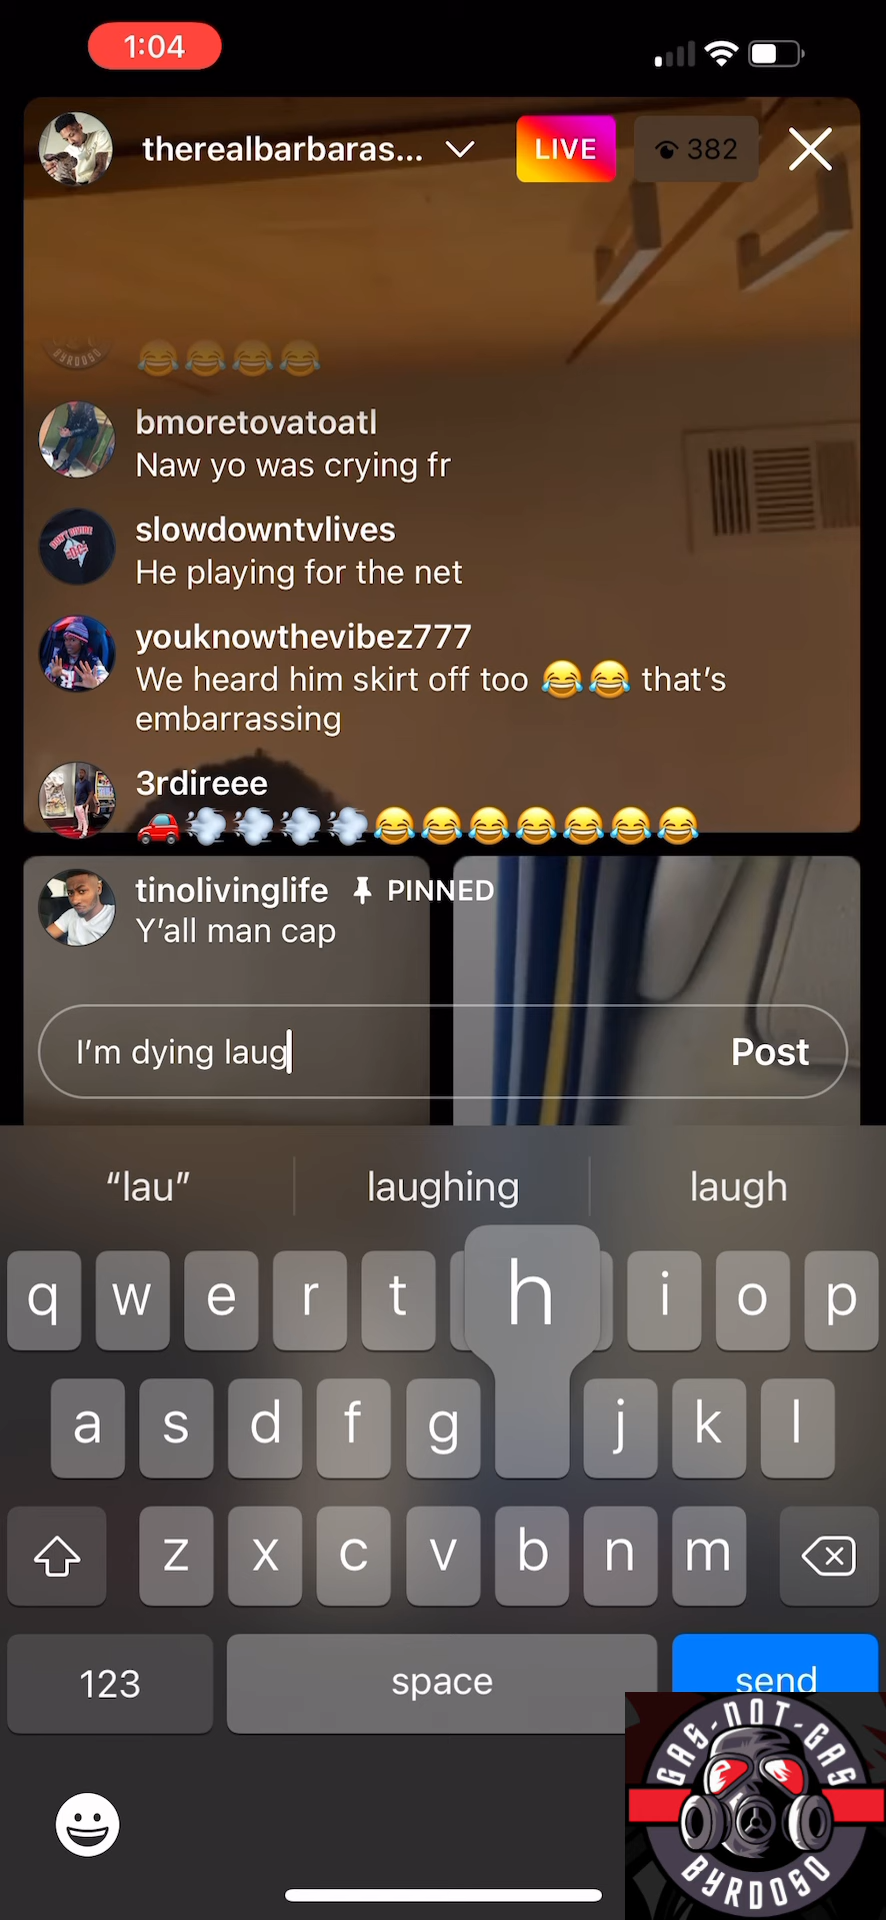 1:04
therealbarbaras...
LIVE
382
BYRDOSO
😂😂😂😂
bmoretovatoatl
Naw yo was crying fr
slowdowntvlives
He playing for the net
youknowthevibez777
We heard him skirt off too 😂😂 that's
embarrassing
3rdireee
🚗💨💨💨💨😂😂😂😂😂😂😂
tinolivinglife PINNED
Y'all man cap
I'm dying laug
Post
“lau” laughing laugh
q w e r t h i o p
a s d f g j k l
z x c v b n m
123 space send
GAS-NOT-GAS
BYRDOSO